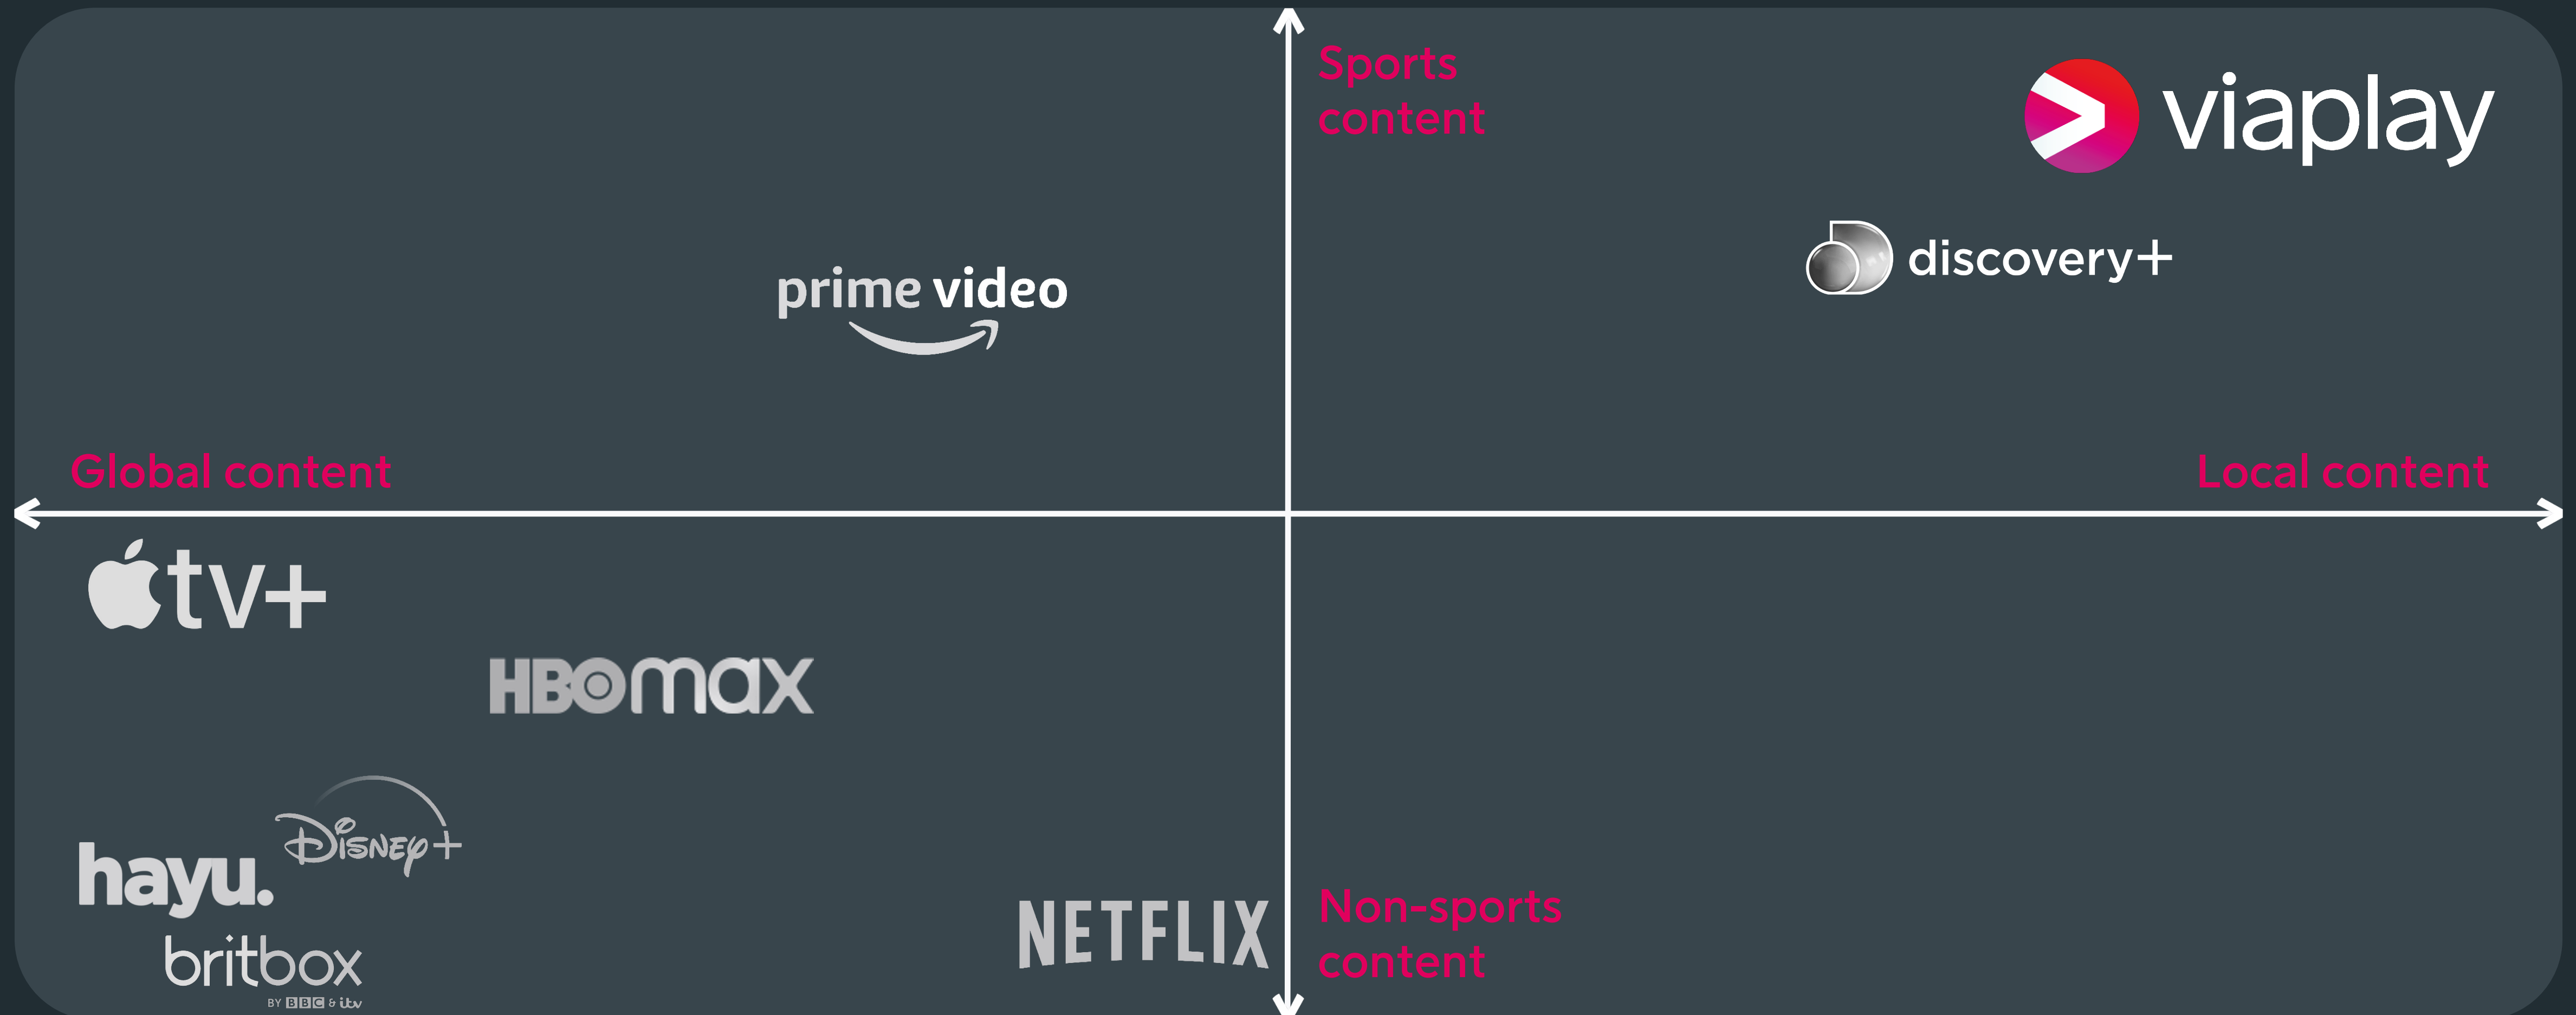 Sports
content
viaplay
discovery+
prime video
Global content
Local content
tv+
HBO max
Disney+
hayu.
NETFLIX
Non-sports
content
britbox
BY BBC & itv